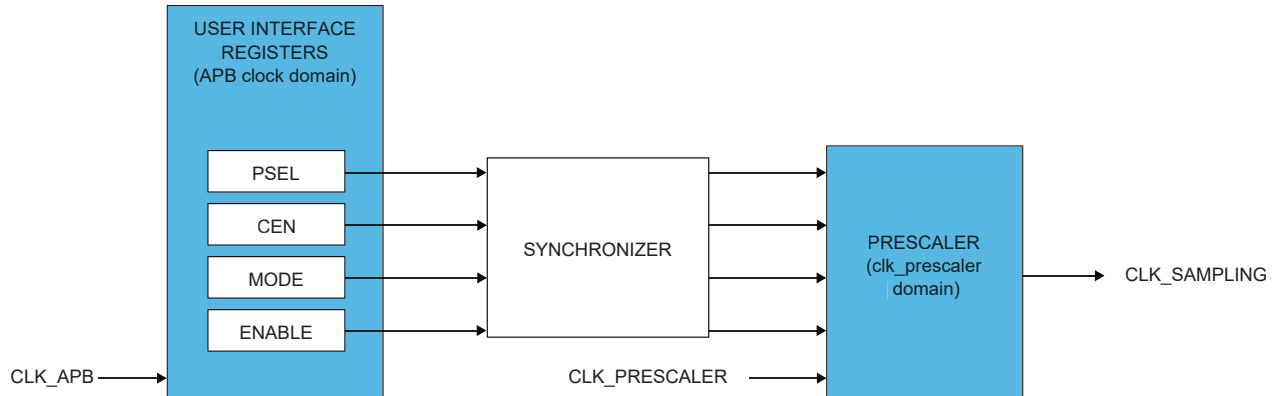 USER INTERFACE
REGISTERS
(APB clock domain)
PSEL
CEN
MODE
ENABLE
CLK_APB
SYNCHRONIZER
CLK_PRESCALER
PRESCALER
(clk_prescaler
domain)
CLK_SAMPLING